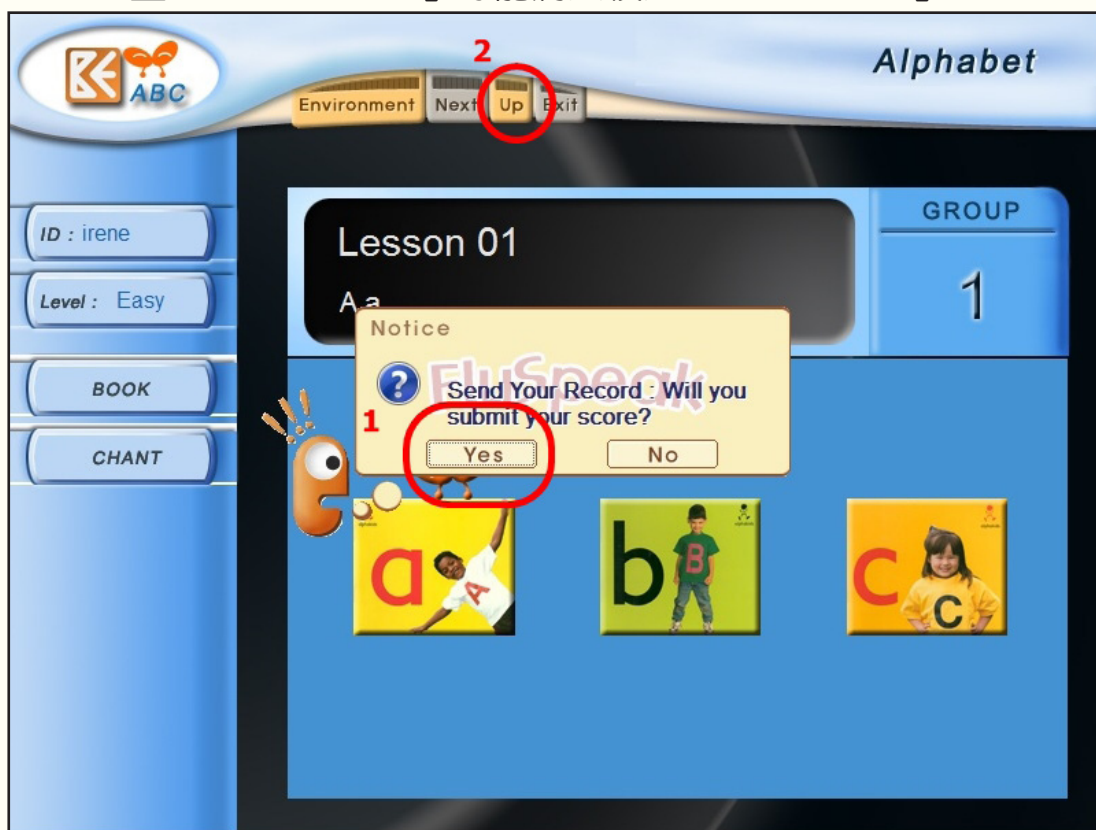 2
Alphabet
ABC
Environment Next Up Exit
ID : irene
Level : Easy
BOOK
CHANT
Lesson 01
A a
GROUP
1
Notice
FluSpeak
Send Your Record : Will you
submit your score?
1
Yes No
a A
b B
c C